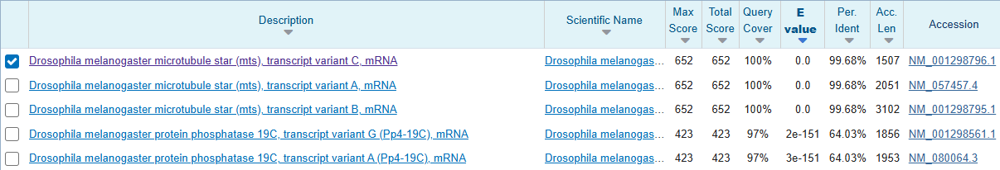 Description Scientific Name Max Score Total Score Query Cover E value Per. Ident Acc. Len Accession
Drosophila melanogaster microtubule star (mts), transcript variant C, mRNA Drosophila melanogas... 652 652 100% 0.0 99.68% 1507 NM_001298796.1
Drosophila melanogaster microtubule star (mts), transcript variant A, mRNA Drosophila melanogas... 652 652 100% 0.0 99.68% 2051 NM_057457.4
Drosophila melanogaster microtubule star (mts), transcript variant B, mRNA Drosophila melanogas... 652 652 100% 0.0 99.68% 3102 NM_001298795.1
Drosophila melanogaster protein phosphatase 19C, transcript variant G (Pp4-19C), mRNA Drosophila melanogas... 423 423 97% 2e-151 64.03% 1856 NM_001298561.1
Drosophila melanogaster protein phosphatase 19C, transcript variant A (Pp4-19C), mRNA Drosophila melanogas... 423 423 97% 3e-151 64.03% 1953 NM_080064.3